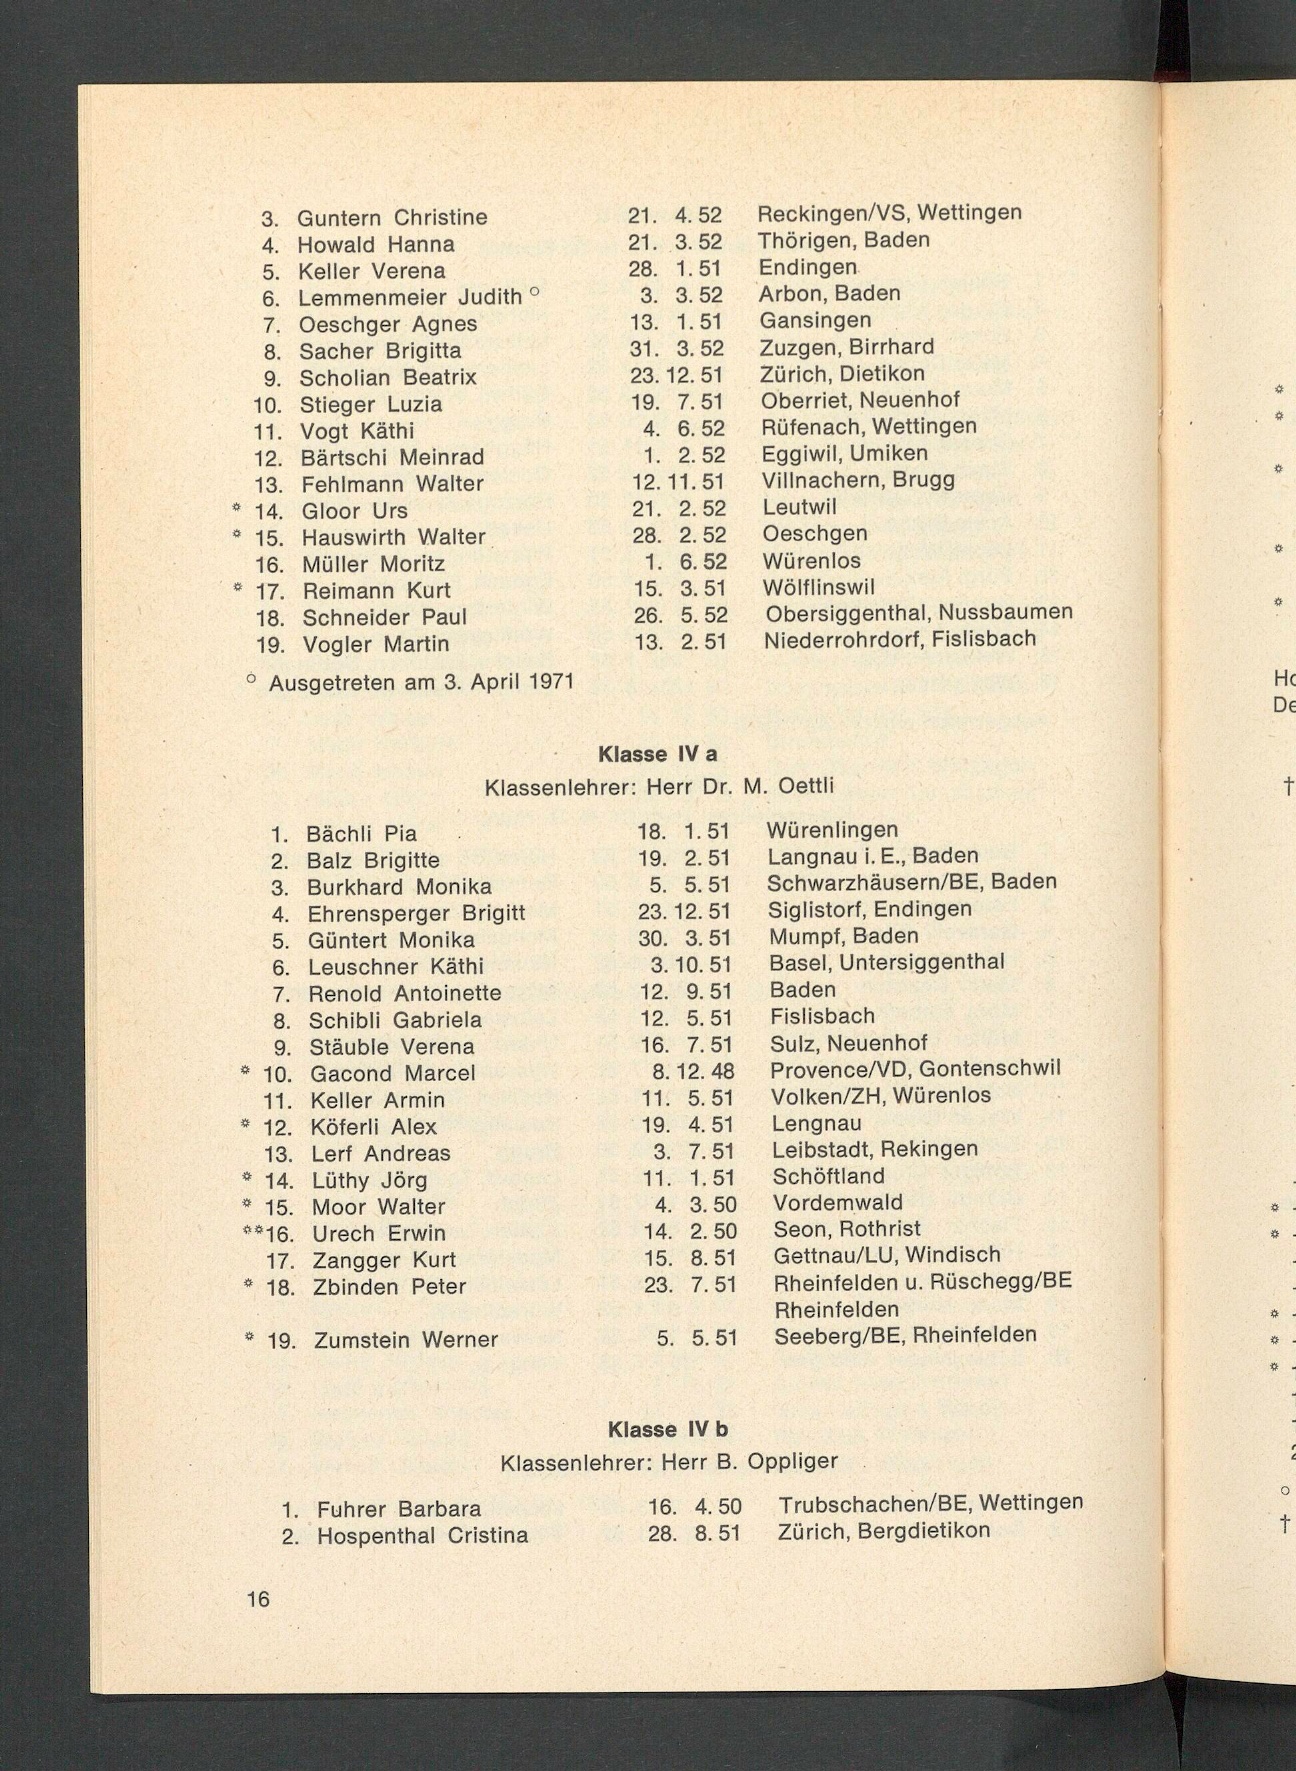 3. Guntern Christine 21. 4. 52 Reckingen/VS, Wettingen
4. Howald Hanna 21. 3. 52 Thörigen, Baden
5. Keller Verena 28. 1. 51 Endingen
6. Lemmenmeier Judith ° 3. 3. 52 Arbon, Baden
7. Oeschger Agnes 13. 1. 51 Gansingen
8. Sacher Brigitta 31. 3. 52 Zuzgen, Birrhard
9. Scholian Beatrix 23. 12. 51 Zürich, Dietikon
10. Stieger Luzia 19. 7. 51 Oberriet, Neuenhof
11. Vogt Käthi 4. 6. 52 Rüfenach, Wettingen
12. Bärtschi Meinrad 1. 2. 52 Eggiwil, Umiken
13. Fehlmann Walter 12. 11. 51 Villnachern, Brugg
* 14. Gloor Urs 21. 2. 52 Leutwil
* 15. Hauswirth Walter 28. 2. 52 Oeschgen
16. Müller Moritz 1. 6. 52 Würenlos
* 17. Reimann Kurt 15. 3. 51 Wölflinswil
18. Schneider Paul 26. 5. 52 Obersiggenthal, Nussbaumen
19. Vogler Martin 13. 2. 51 Niederrohrdorf, Fislisbach
° Ausgetreten am 3. April 1971
Klasse IV a
Klassenlehrer: Herr Dr. M. Oettli
1. Bächli Pia 18. 1. 51 Würenlingen
2. Balz Brigitte 19. 2. 51 Langnau i. E., Baden
3. Burkhard Monika 5. 5. 51 Schwarzhäusern/BE, Baden
4. Ehrensperger Brigitt 23. 12. 51 Siglistorf, Endingen
5. Güntert Monika 30. 3. 51 Mumpf, Baden
6. Leuschner Käthi 3. 10. 51 Basel, Untersiggenthal
7. Renold Antoinette 12. 9. 51 Baden
8. Schibli Gabriela 12. 5. 51 Fislisbach
9. Stäuble Verena 16. 7. 51 Sulz, Neuenhof
* 10. Gacond Marcel 8. 12. 48 Provence/VD, Gontenschwil
11. Keller Armin 11. 5. 51 Volken/ZH, Würenlos
* 12. Köferli Alex 19. 4. 51 Lengnau
13. Lerf Andreas 3. 7. 51 Leibstadt, Rekingen
* 14. Lüthy Jörg 11. 1. 51 Schöftland
* 15. Moor Walter 4. 3. 50 Vordemwald
**16. Urech Erwin 14. 2. 50 Seon, Rothrist
17. Zangger Kurt 15. 8. 51 Gettnau/LU, Windisch
* 18. Zbinden Peter 23. 7. 51 Rheinfelden u. Rüschegg/BE
Rheinfelden
* 19. Zumstein Werner 5. 5. 51 Seeberg/BE, Rheinfelden
Klasse IV b
Klassenlehrer: Herr B. Oppliger
1. Fuhrer Barbara 16. 4. 50 Trubschachen/BE, Wettingen
2. Hospenthal Cristina 28. 8. 51 Zürich, Bergdietikon
16